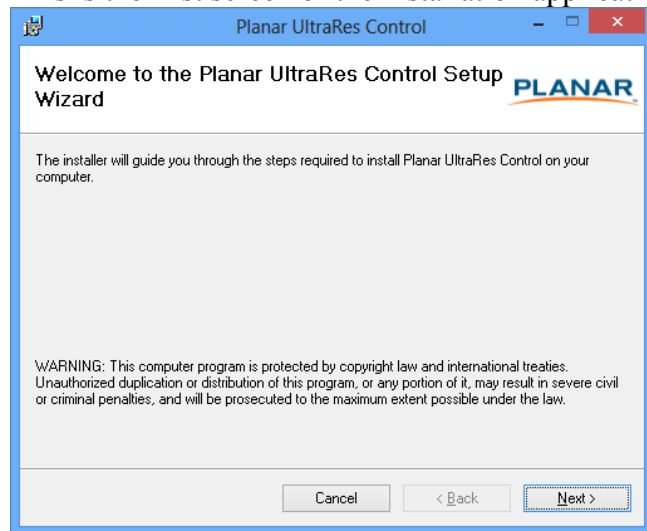 Planar UltraRes Control
Welcome to the Planar UltraRes Control Setup
Wizard
PLANAR
The installer will guide you through the steps required to install Planar UltraRes Control on your
computer.
WARNING: This computer program is protected by copyright law and international treaties.
Unauthorized duplication or distribution of this program, or any portion of it, may result in severe civil
or criminal penalties, and will be prosecuted to the maximum extent possible under the law.
Cancel
< Back
Next >